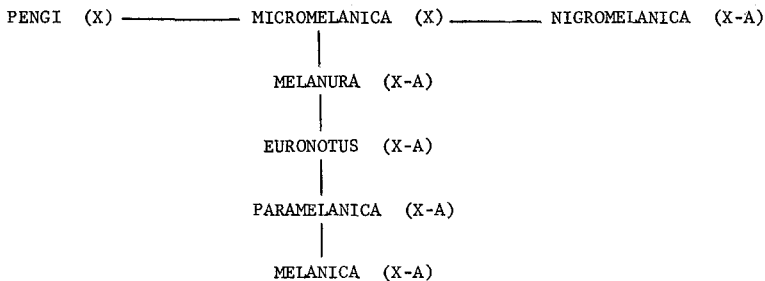 PENGI (X) MICROMELANICA (X) NIGROMELANICA (X-A)
MELANURA (X-A)
EURONOTUS (X-A)
PARAMELANICA (X-A)
MELANICA (X-A)